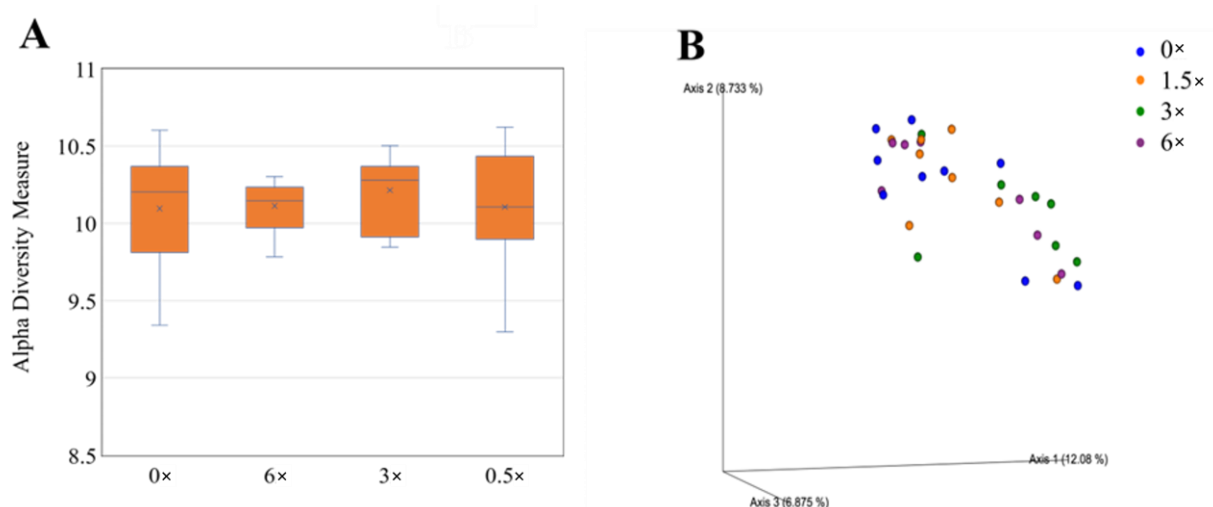 A
11
10.5
10
9.5
9
8.5
Alpha Diversity Measure
0× 6× 3× 0.5×
B
0×
1.5×
3×
6×
Axis 2 (8.733 %)
Axis 1 (12.08 %)
Axis 3 (6.875 %)